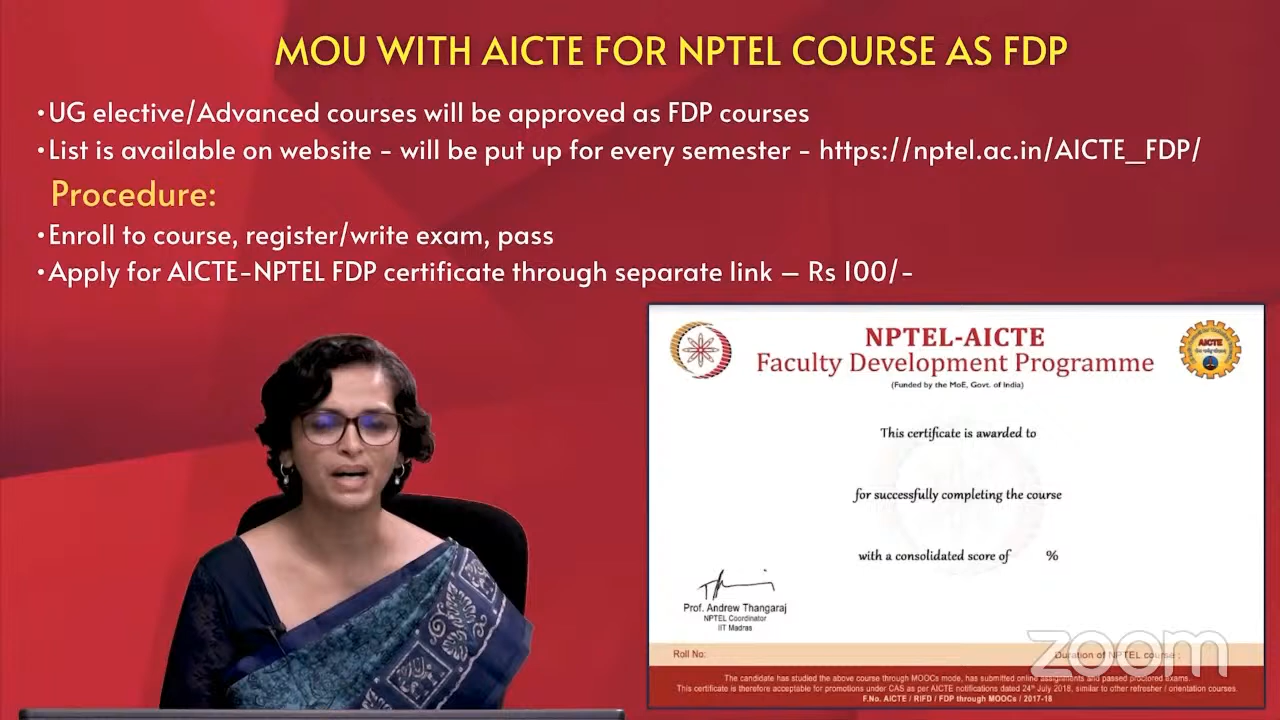 MOU WITH AICTE FOR NPTEL COURSE AS FDP
•UG elective/Advanced courses will be approved as FDP courses
•List is available on website - will be put up for every semester - https://nptel.ac.in/AICTE_FDP/
Procedure:
•Enroll to course, register/write exam, pass
•Apply for AICTE-NPTEL FDP certificate through separate link – Rs 100/-
NPTEL-AICTE
Faculty Development Programme
(Funded by the MoE, Govt. of India)
AICTE
This certificate is awarded to
for successfully completing the course
with a consolidated score of %
Prof. Andrew Thangaraj
NPTEL Coordinator
IIT Madras
Roll No:
Duration of NPTEL course :
zoom
The candidate has studied the above course through MOOCs mode, has submitted online assignments and passed proctored exams.
This certificate is therefore acceptable for promotions under CAS as per AICTE notifications dated 24th July 2018, similar to other refresher / orientation courses.
F.No. AICTE / RIFD / FDP through MOOCs / 2017-18